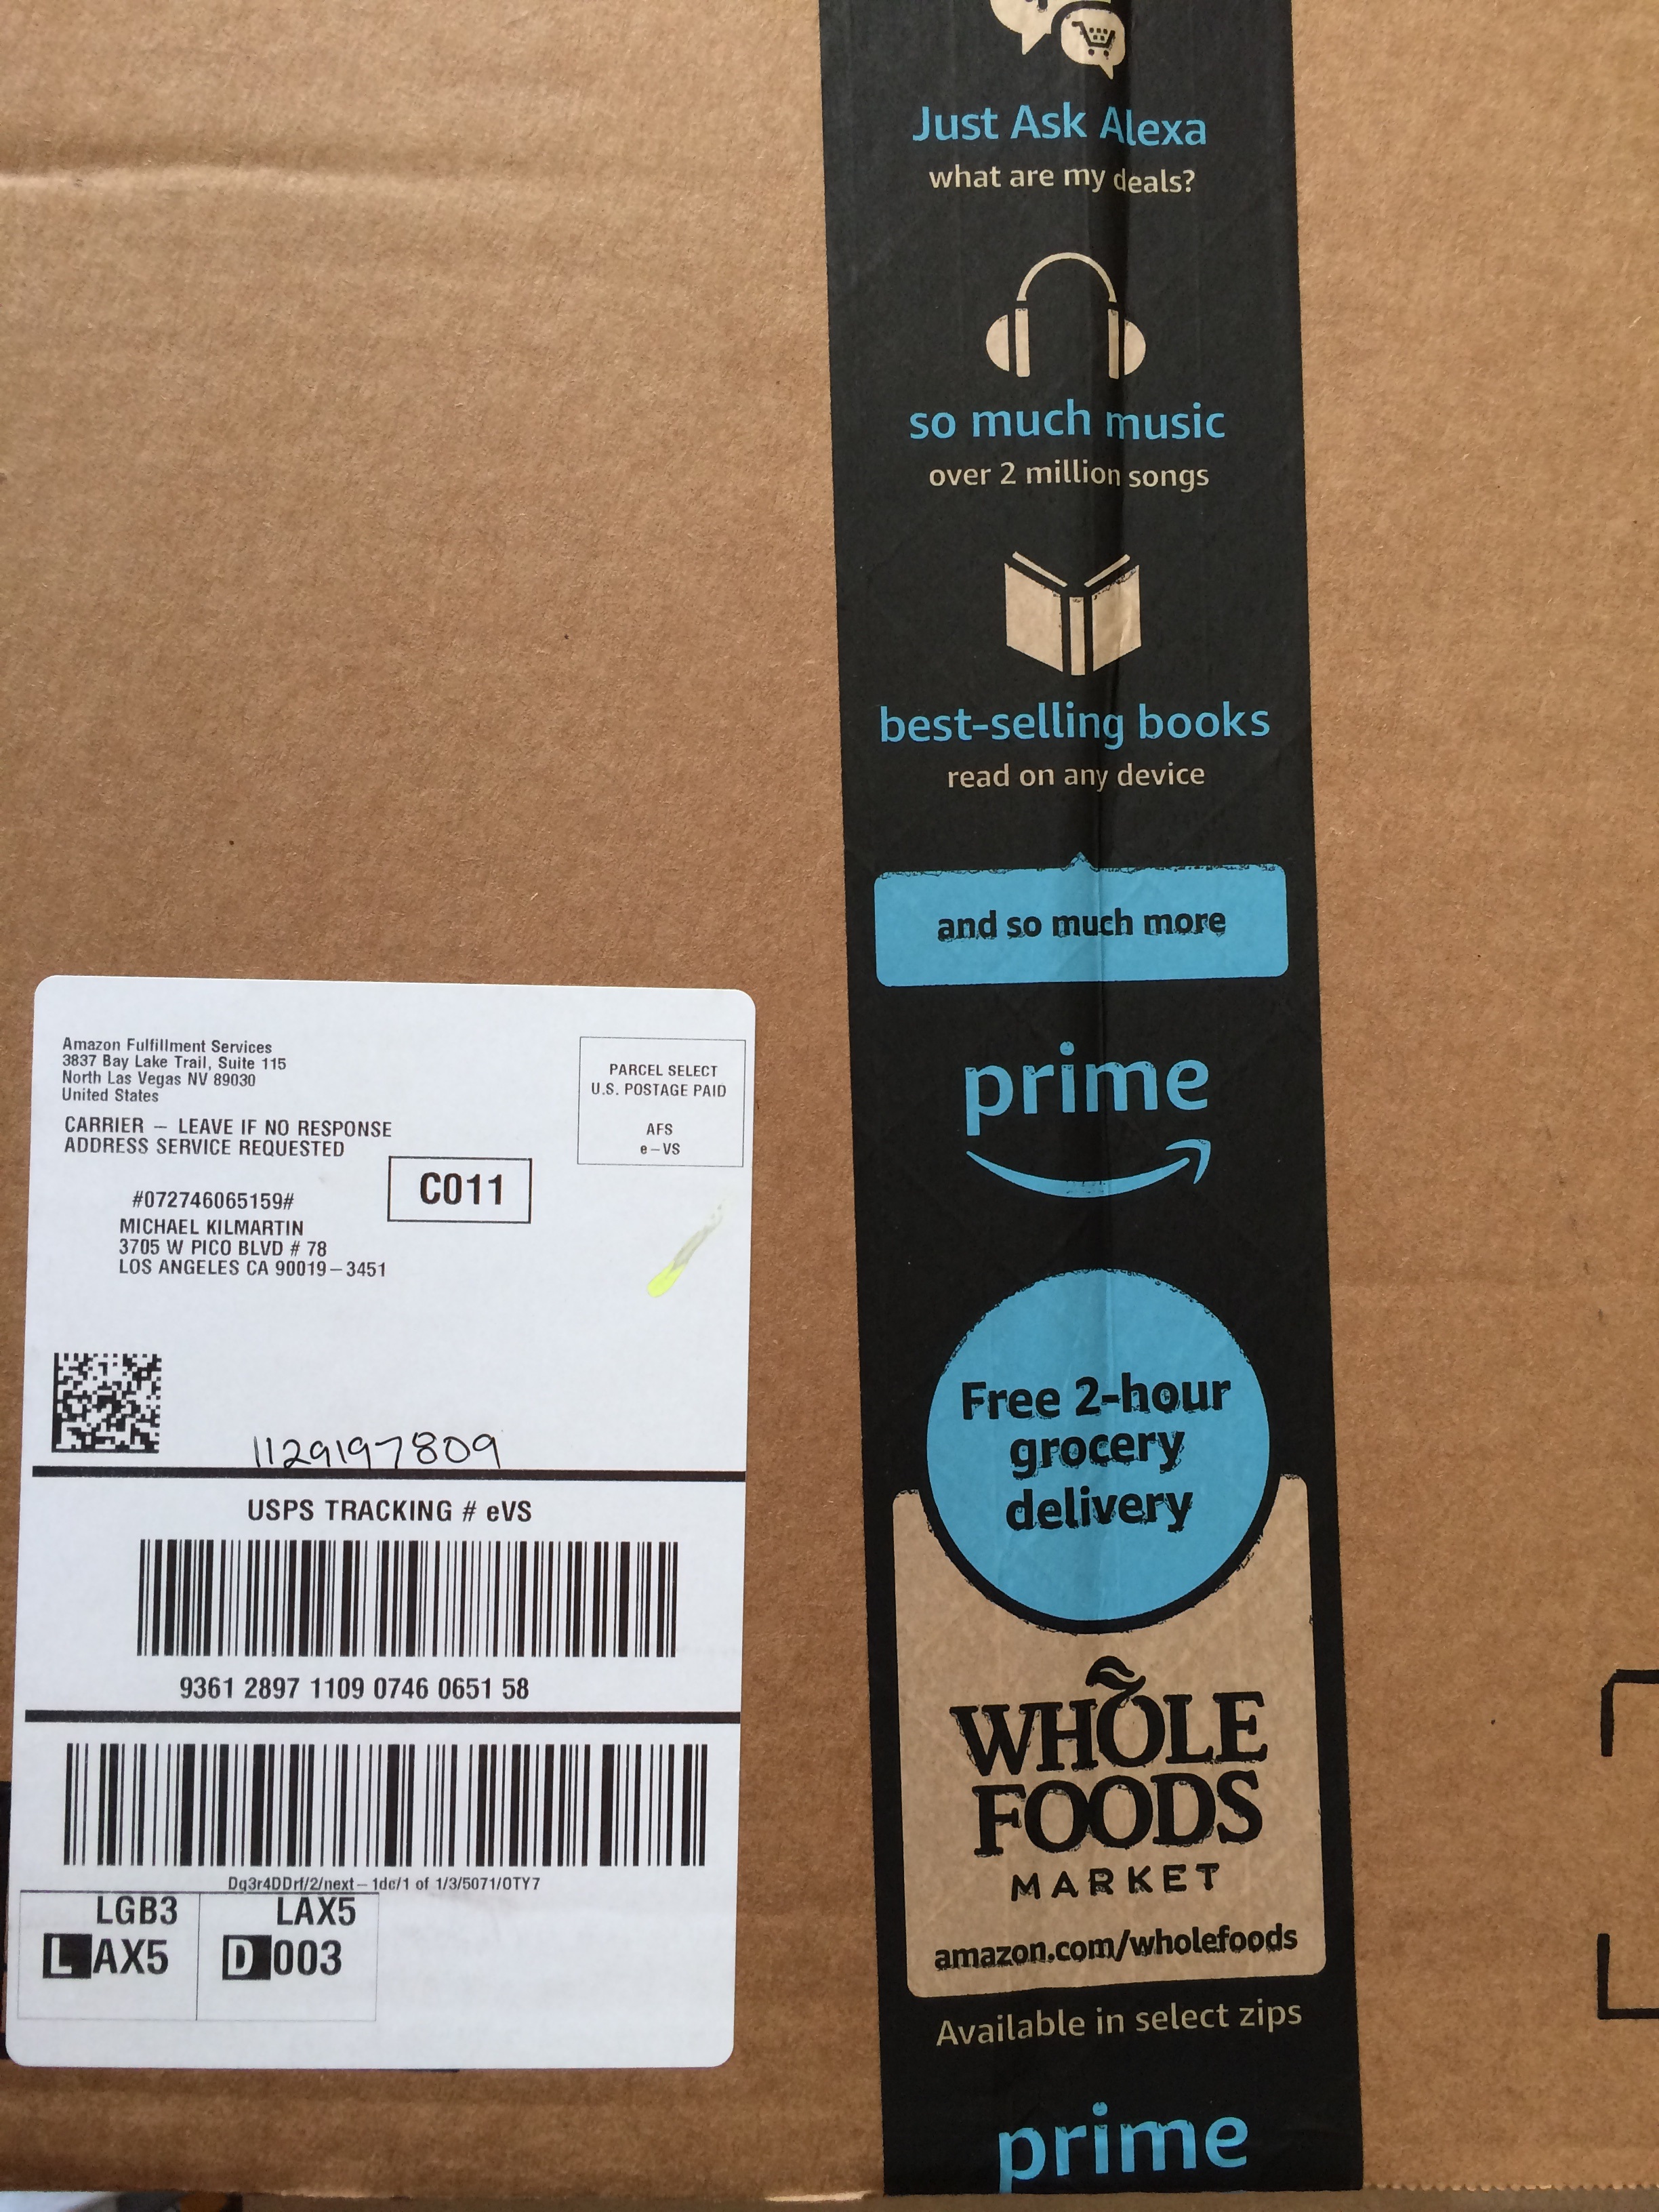 Just Ask Alexa
what are my deals?
so much music
over 2 million songs
best-selling books
read on any device
and so much more
prime
Free 2-hour
grocery
delivery
WHOLE
FOODS
MARKET
amazon.com/wholefoods
Available in select zips
prime
Amazon Fulfillment Services
3837 Bay Lake Trail, Suite 115
North Las Vegas NV 89030
United States
CARRIER – LEAVE IF NO RESPONSE
ADDRESS SERVICE REQUESTED
PARCEL SELECT
U.S. POSTAGE PAID
AFS
e–VS
C011
#072746065159#
MICHAEL KILMARTIN
3705 W PICO BLVD # 78
LOS ANGELES CA 90019–3451
1129197809
USPS TRACKING # eVS
9361 2897 1109 0746 0651 58
Dq3r4DDrf/2/next–1dc/1 of 1/3/5071/0TY7
LGB3 LAX5
LAX5 D003